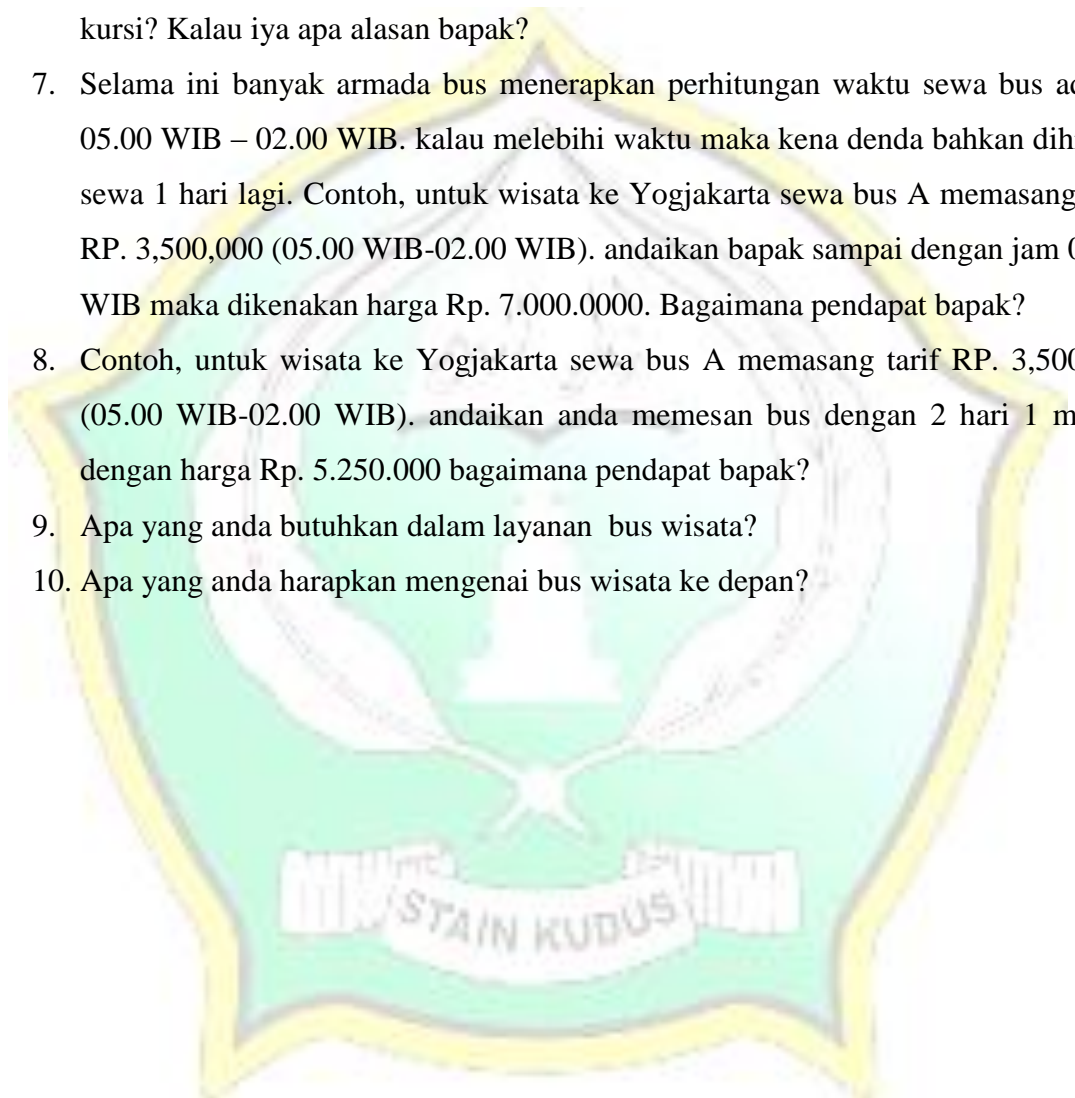 kursi? Kalau iya apa alasan bapak?
7. Selama ini banyak armada bus menerapkan perhitungan waktu sewa bus
05.00 WIB – 02.00 WIB. kalau melebihi waktu maka kena denda bahkan
sewa 1 hari lagi. Contoh, untuk wisata ke Yogjakarta sewa bus A memasang
RP. 3,500,000 (05.00 WIB-02.00 WIB). andaikan bapak sampai dengan jam
WIB maka dikenakan harga Rp. 7.000.0000. Bagaimana pendapat bapak?
8. Contoh, untuk wisata ke Yogjakarta sewa bus A memasang tarif RP. 3,500
(05.00 WIB-02.00 WIB). andaikan anda memesan bus dengan 2 hari 1
dengan harga Rp. 5.250.000 bagaimana pendapat bapak?
9. Apa yang anda butuhkan dalam layanan bus wisata?
10. Apa yang anda harapkan mengenai bus wisata ke depan?
STAIN KUDUS